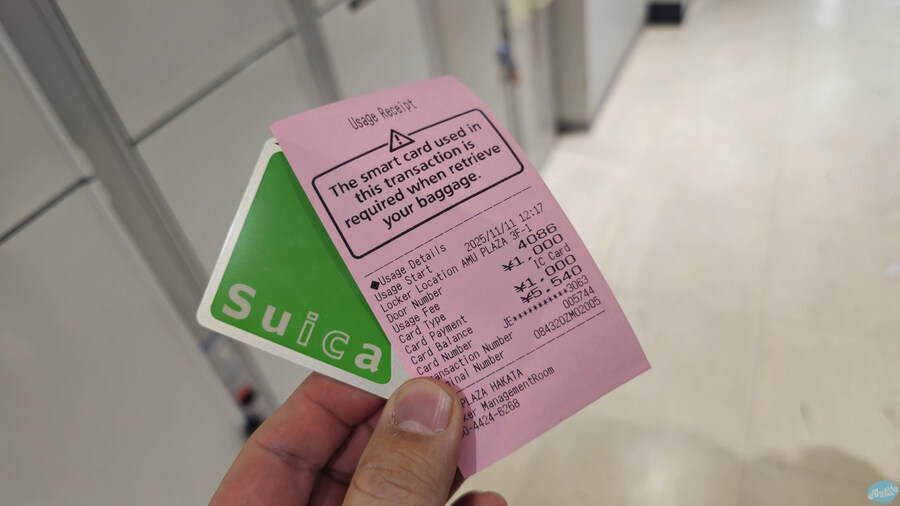 Suica
Usage Receipt
The smart card used in
this transaction is
required when retrieve
your baggage.
◆Usage Details
Usage Start 2025/11/11 12:17
Locker Location AMU PLAZA 3F-1
Door Number 4086
Usage Fee ¥1,000
Card Type IC Card
Card Payment ¥1,000
Card Balance ¥5,540
Card Number JE***********3063
Transaction Number 005744
Terminal Number 084320ZM02005
PLAZA HAKATA
ManagementRoom
-4424-6268